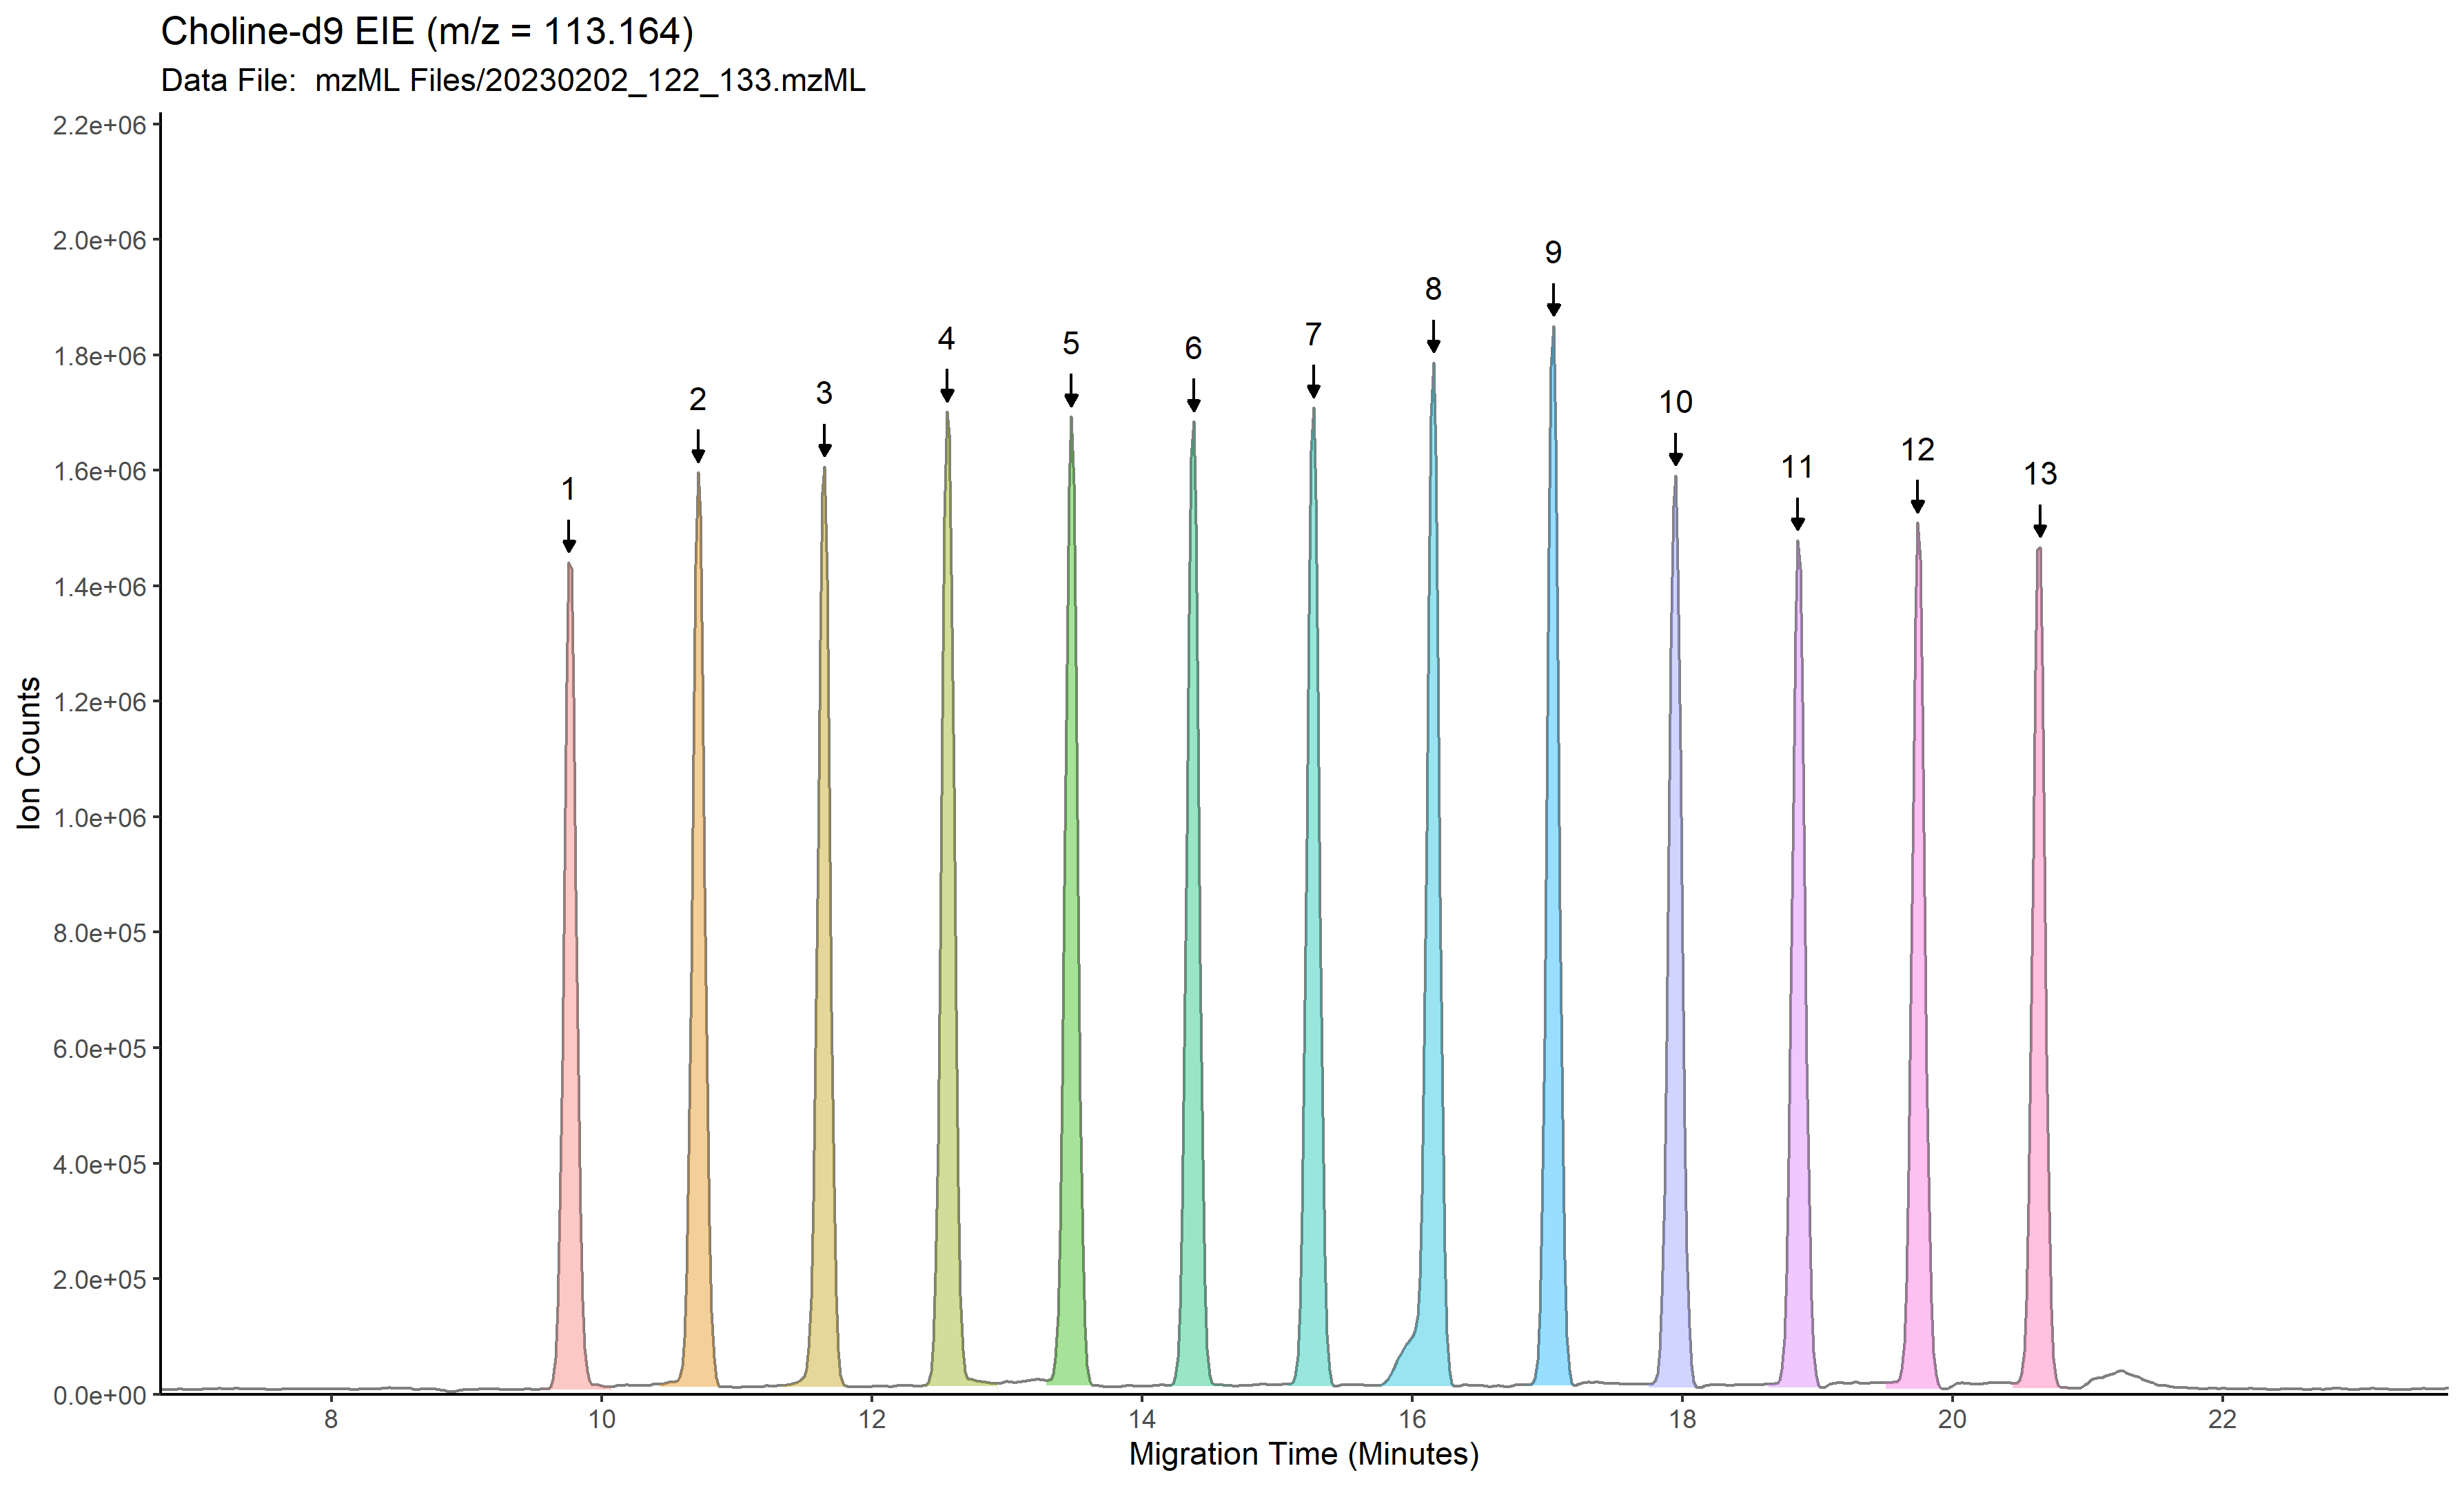 Choline-d9 EIE (m/z = 113.164)
Data File:  mzML Files/20230202_122_133.mzML
2.2e+06
2.0e+06
1.8e+06
1.6e+06
1.4e+06
1.2e+06
1.0e+06
8.0e+05
6.0e+05
4.0e+05
2.0e+05
0.0e+00
Ion Counts
1
2
3
4
5
6
7
8
9
10
11
12
13
8 10 12 14 16 18 20 22
Migration Time (Minutes)